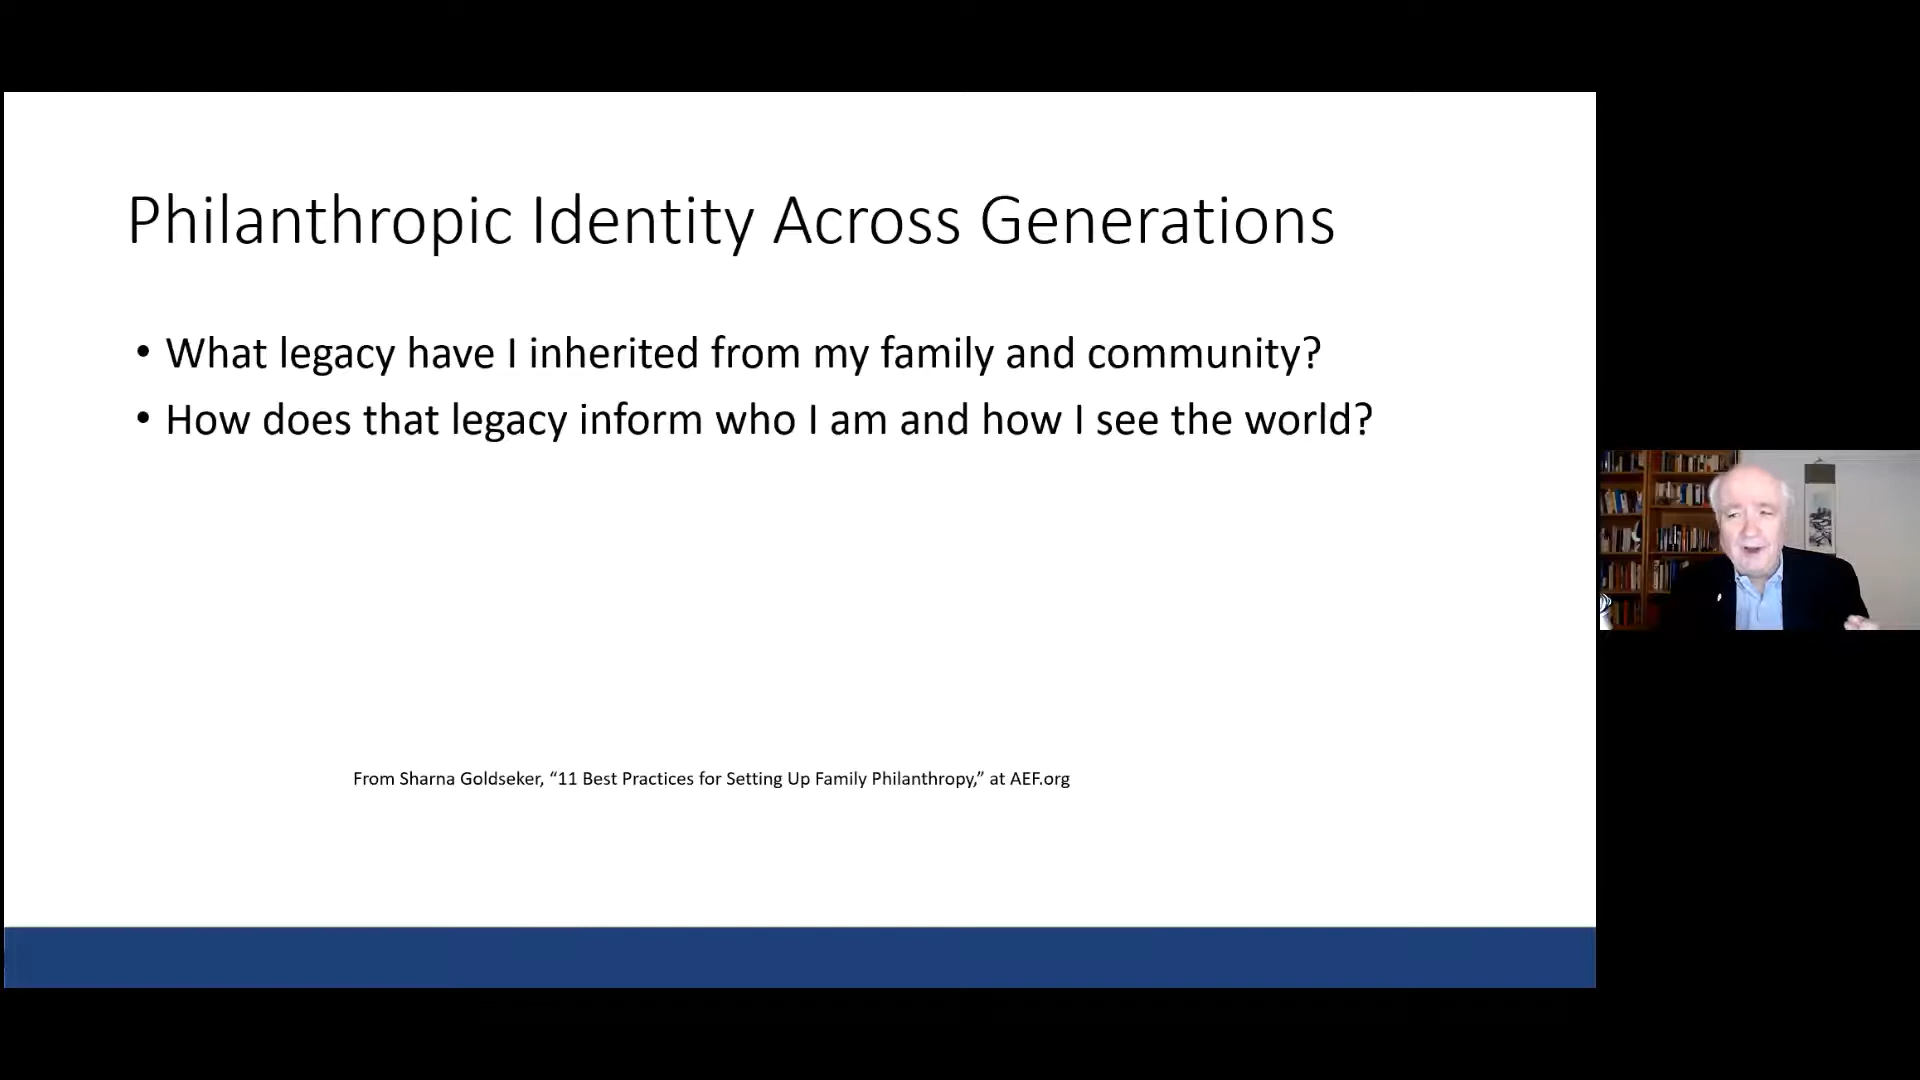 Philanthropic Identity Across Generations
• What legacy have I inherited from my family and community?
• How does that legacy inform who I am and how I see the world?
From Sharna Goldseker, “11 Best Practices for Setting Up Family Philanthropy,” at AEF.org